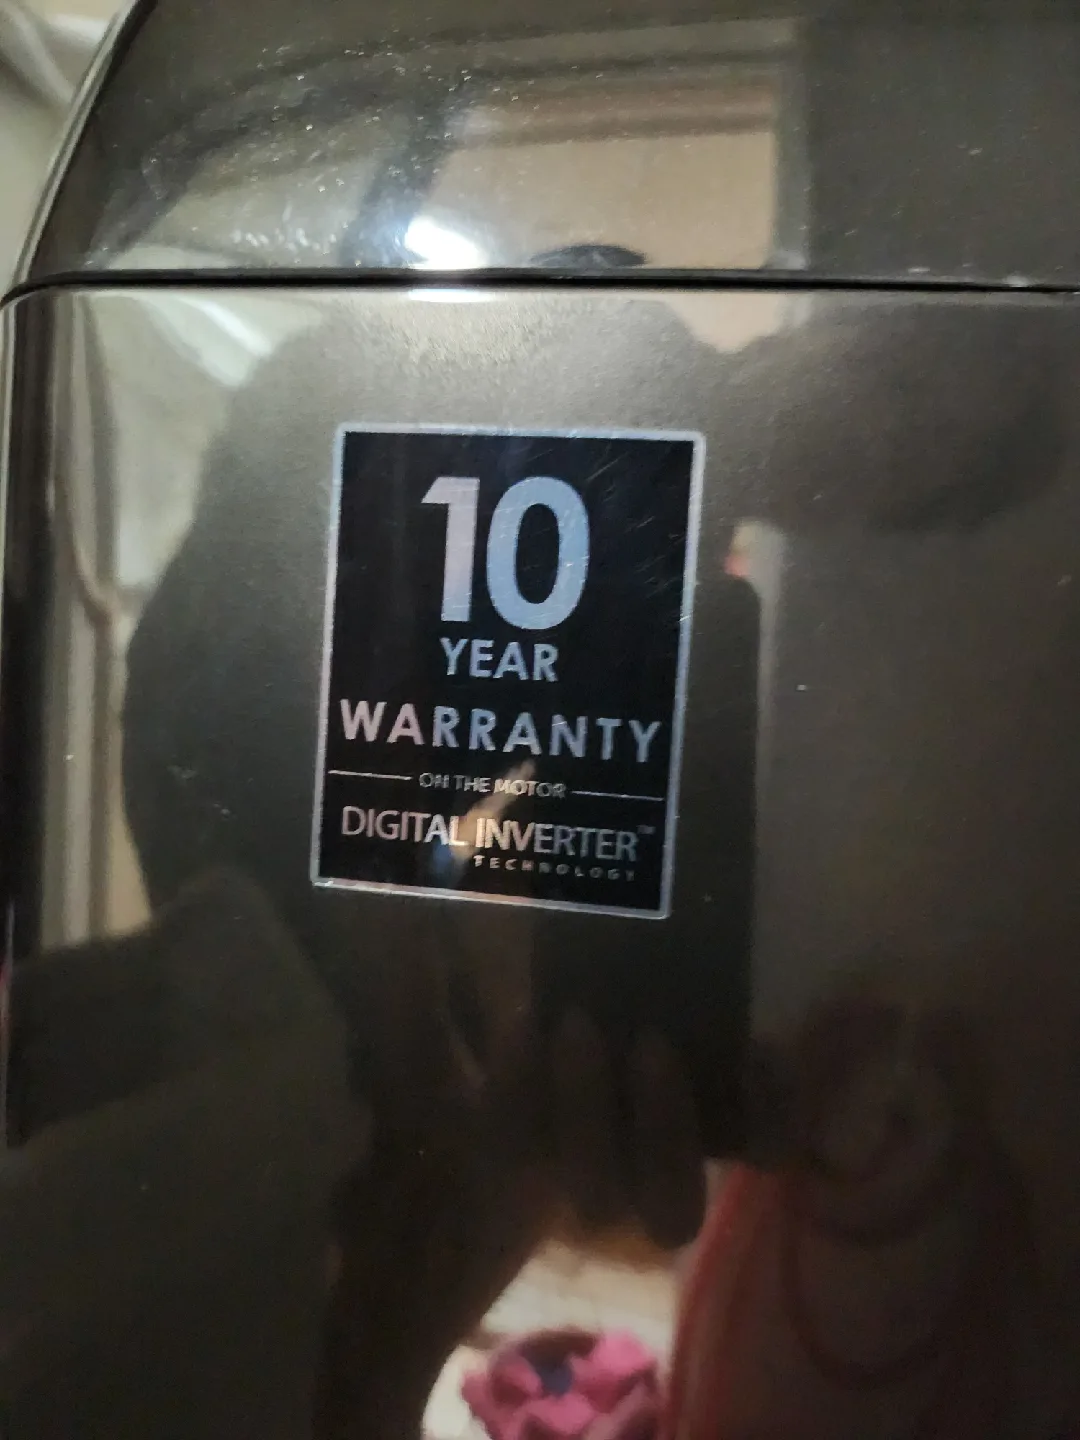 10
YEAR
WARRANTY
ON THE MOTOR
DIGITAL INVERTER™
TECHNOLOGY